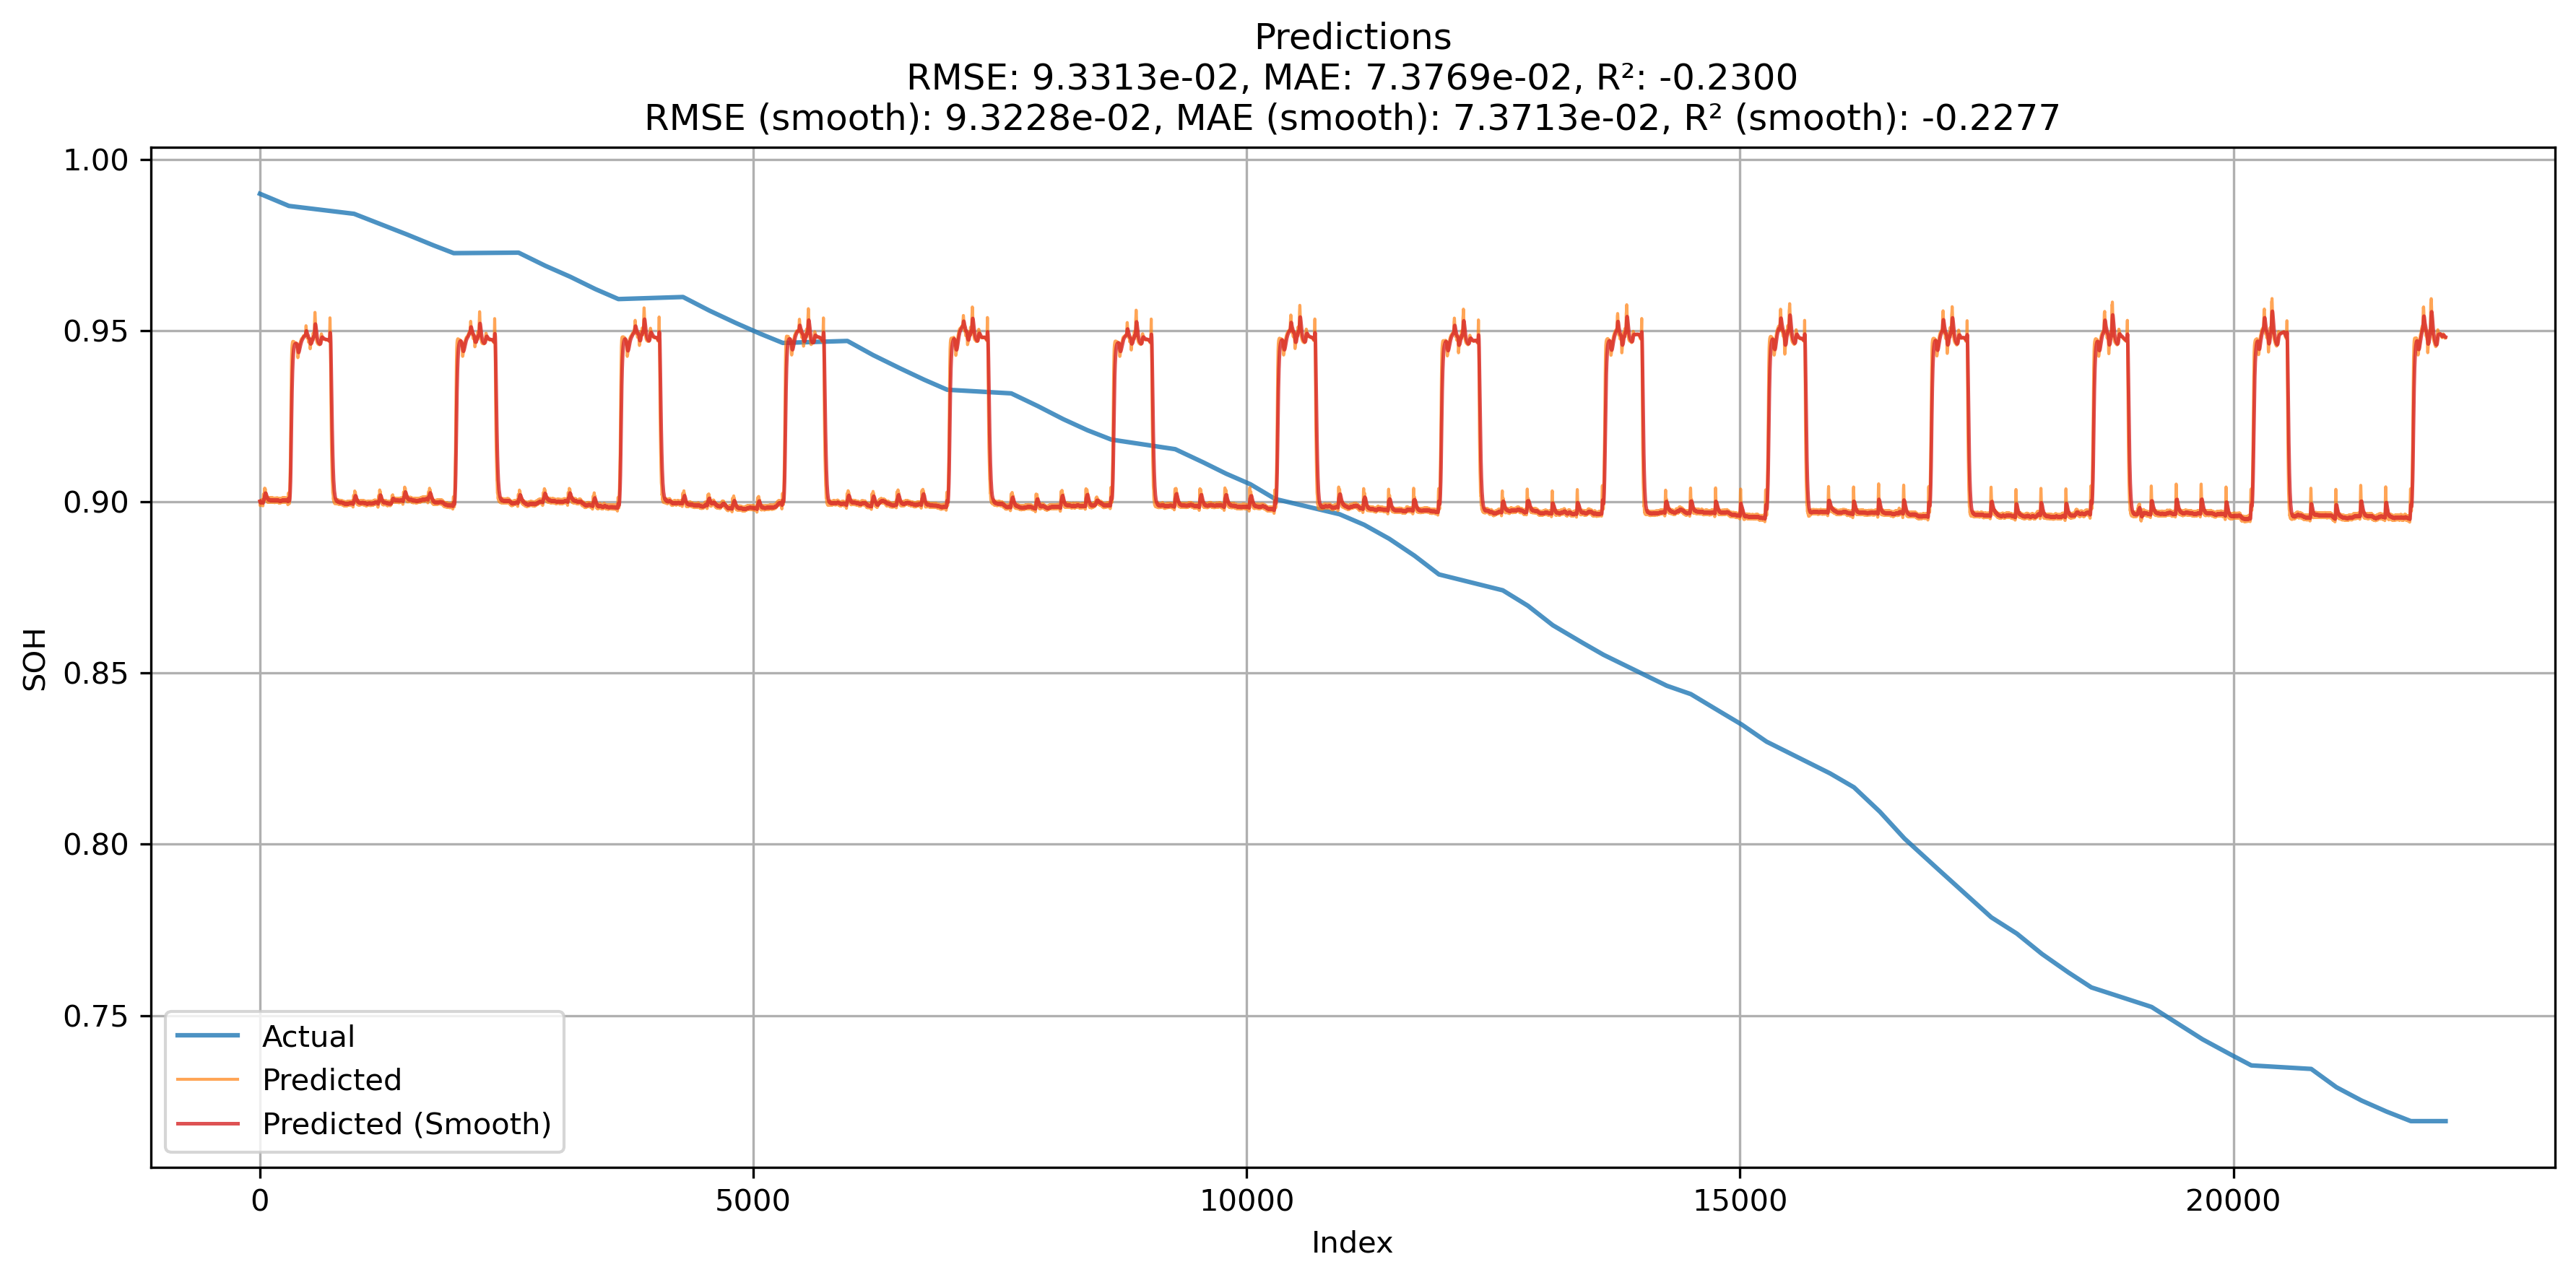 Predictions
RMSE: 9.3313e-02, MAE: 7.3769e-02, R²: -0.2300
RMSE (smooth): 9.3228e-02, MAE (smooth): 7.3713e-02, R² (smooth): -0.2277
1.00
0.95
0.90
0.85
0.80
0.75
SOH
Actual
Predicted
Predicted (Smooth)
0 5000 10000 15000 20000
Index